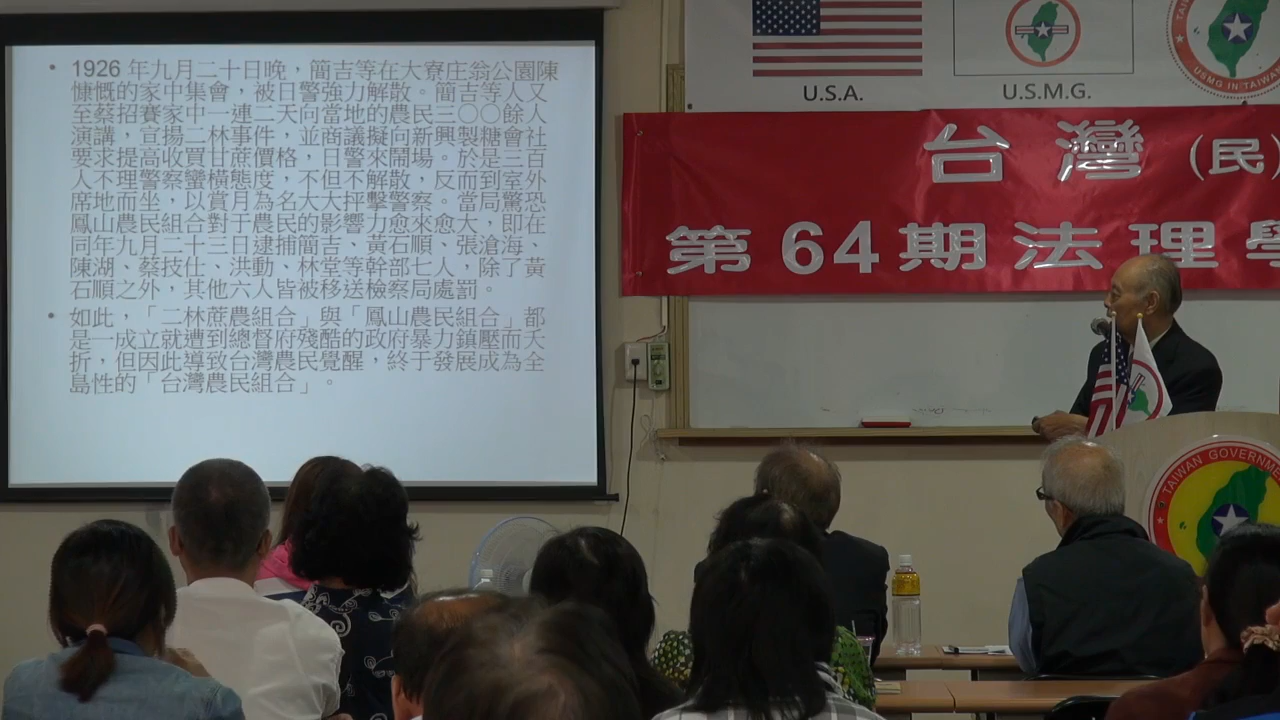 • 1926 年九月二十日晚，簡吉等在大寮庄翁公園陳
慷慨的家中集會，被日警強力解散。簡吉等人又
至蔡招賽家中一連二天向當地的農民三〇〇餘人
演講，宣揚二林事件，並商議擬向新興製糖會社
要求提高收買甘蔗價格，日警來鬧場。於是三百
人不理警察蠻橫態度，不但不解散，反而到室外
席地而坐，以賞月為名大大抨擊警察。當局驚恐
鳳山農民組合對于農民的影響力愈來愈大，即在
同年九月二十三日逮捕簡吉、黃石順、張滄海、
陳湖、蔡技仕、洪動、林堂等幹部七人，除了黃
石順之外，其他六人皆被移送檢察局處罰。
• 如此，「二林蔗農組合」與「鳳山農民組合」都
是一成立就遭到總督府殘酷的政府暴力鎮壓而夭
折，但因此導致台灣農民覺醒，終于發展成為全
島性的「台灣農民組合」。
U.S.A.
U.S.M.G.
USMG IN TAIWAN
台灣(民)
第64期法理學
TAIWAN GOVERNME